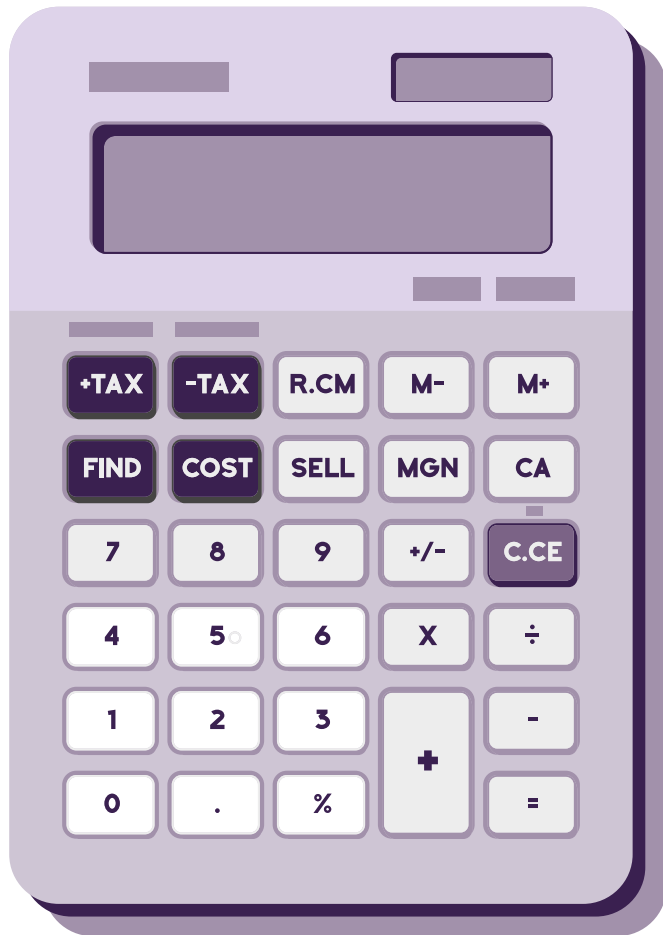 +TAX -TAX R.CM M- M+
FIND COST SELL MGN CA
7 8 9 +/- C.CE
4 5 6 X ÷
1 2 3 -
+
0 . % =